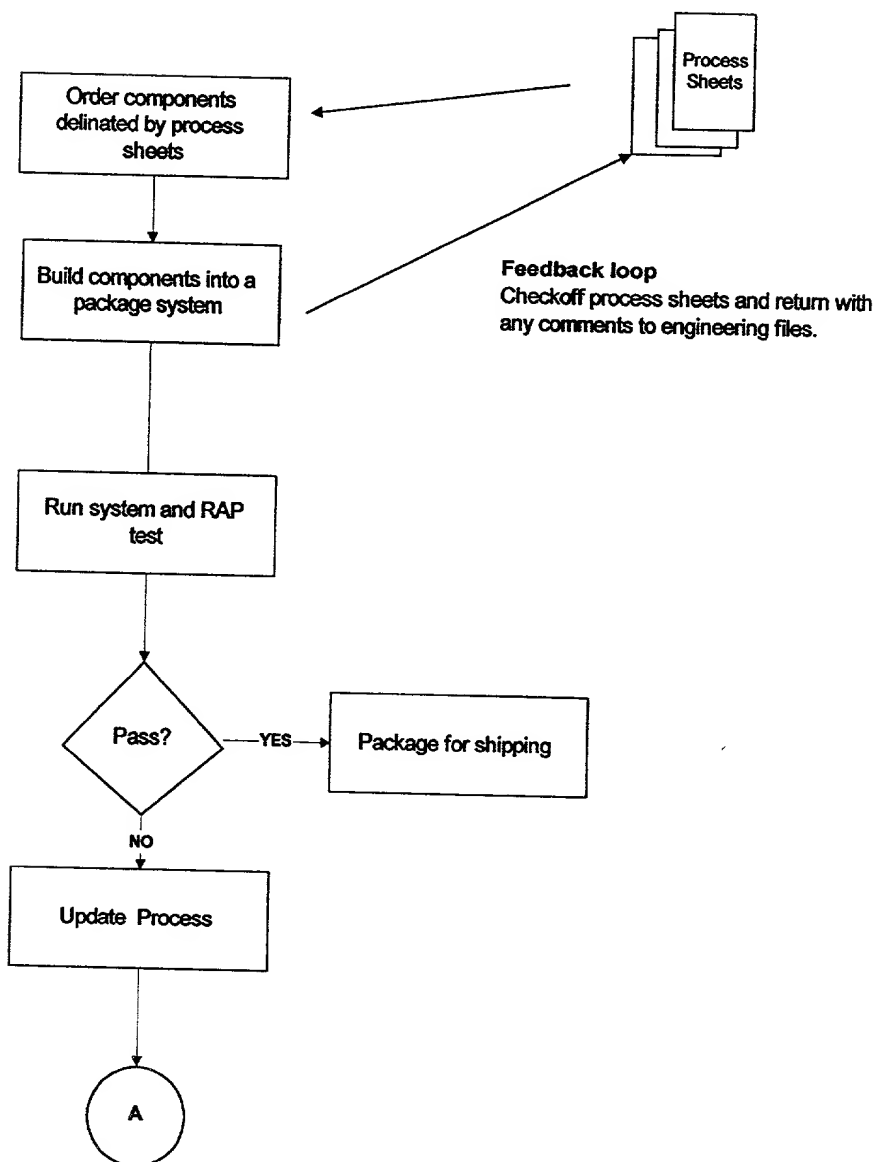 Process
Sheets
Order components
delinated by process
sheets
Build components into a
package system
Feedback loop
Checkoff process sheets and return with
any comments to engineering files.
Run system and RAP
test
Pass?
YES
Package for shipping
NO
Update Process
A